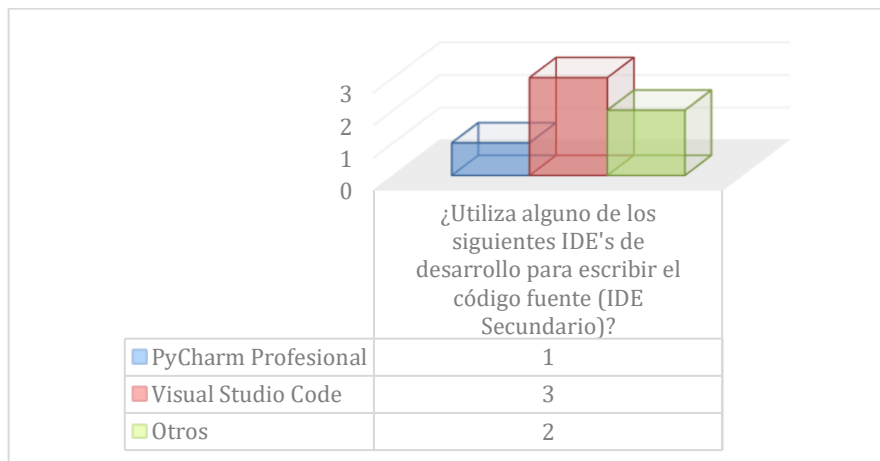 3
2
1
0
¿Utiliza alguno de los
siguientes IDE's de
desarrollo para escribir el
código fuente (IDE
Secundario)?
PyCharm Profesional 1
Visual Studio Code 3
Otros 2